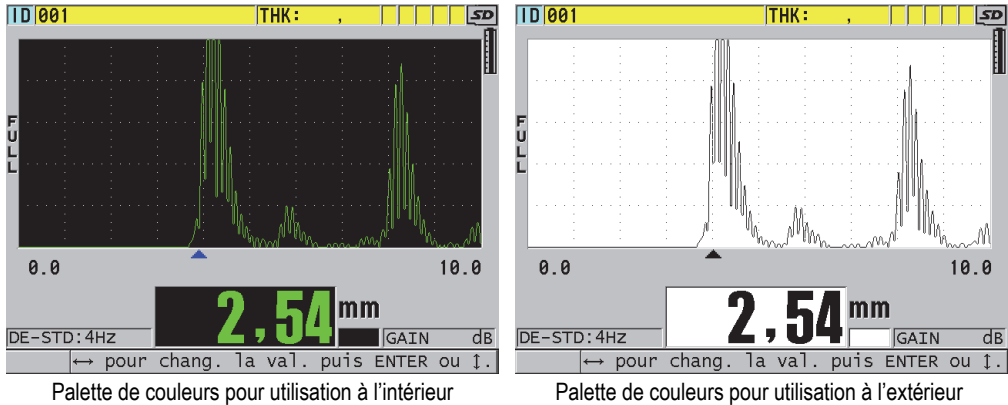 ID 001 THK: , SD
FULL
0.0 10.0
2,54 mm
DE-STD:4Hz GAIN dB
↔ pour chang. la val. puis ENTER ou ↕.
Palette de couleurs pour utilisation à l’intérieur
ID 001 THK: , SD
FULL
0.0 10.0
2,54 mm
DE-STD:4Hz GAIN dB
↔ pour chang. la val. puis ENTER ou ↕.
Palette de couleurs pour utilisation à l’extérieur